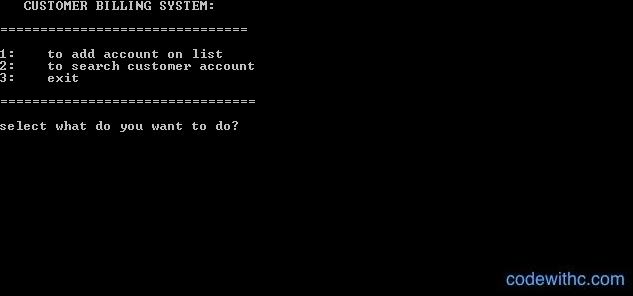 CUSTOMER BILLING SYSTEM:
===============================
1: to add account on list
2: to search customer account
3: exit
================================
select what do you want to do?
codewithc.com